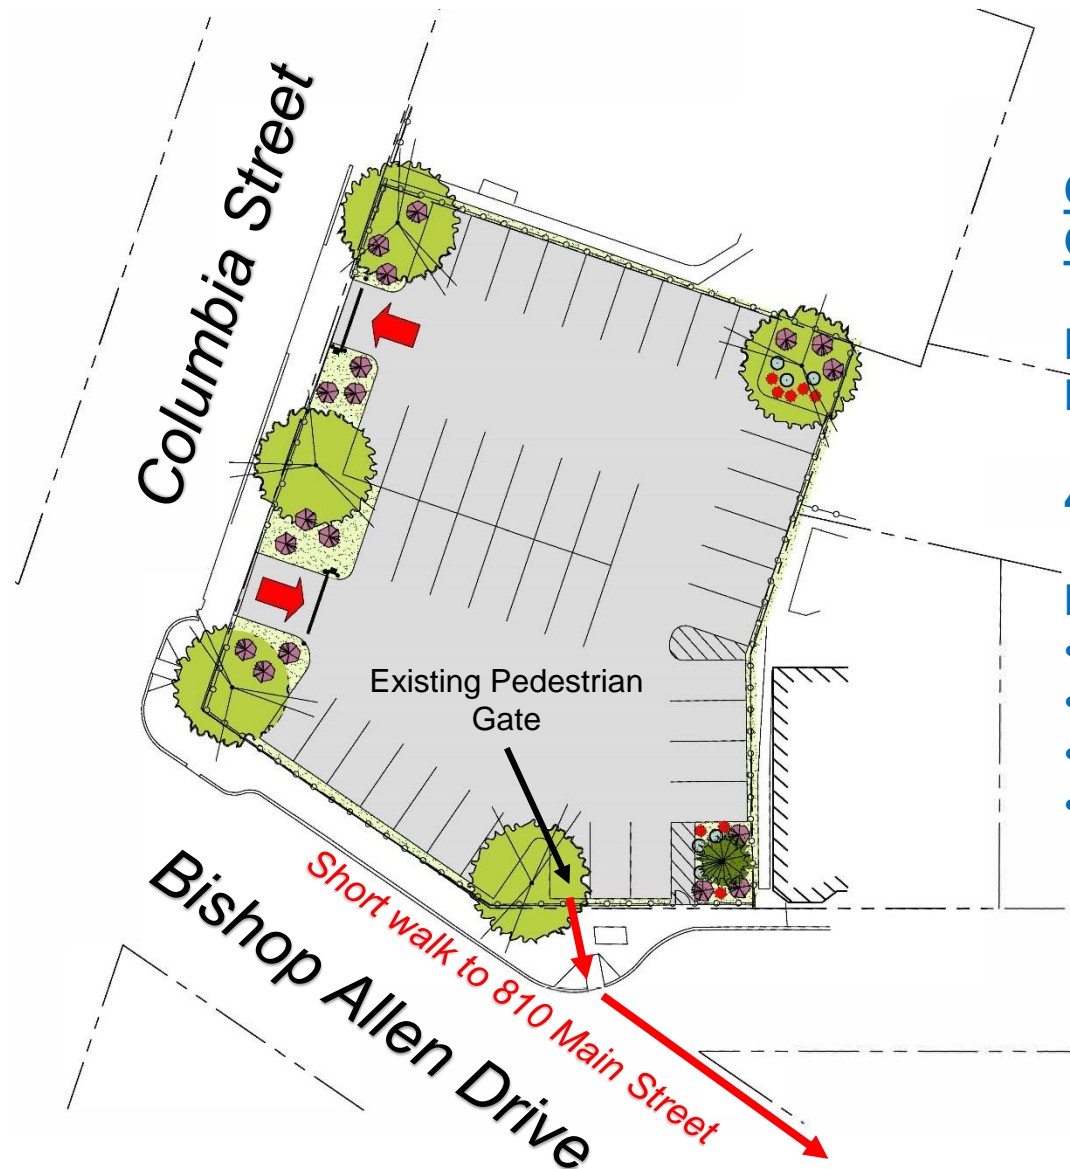 Columbia Street
Existing Pedestrian
Gate
Short walk to 810 Main Street
Bishop Allen Drive